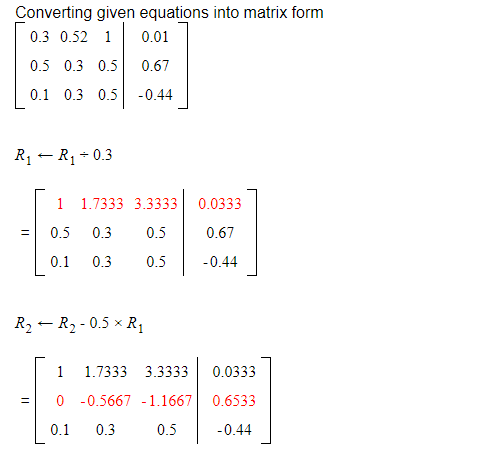 Converting given equations into matrix form
0.3 0.52 1 0.01
0.5 0.3 0.5 0.67
0.1 0.3 0.5 -0.44
R1 ← R1 ÷ 0.3
1 1.7333 3.3333 0.0333
= 0.5 0.3 0.5 0.67
0.1 0.3 0.5 -0.44
R2 ← R2 - 0.5 × R1
1 1.7333 3.3333 0.0333
= 0 -0.5667 -1.1667 0.6533
0.1 0.3 0.5 -0.44